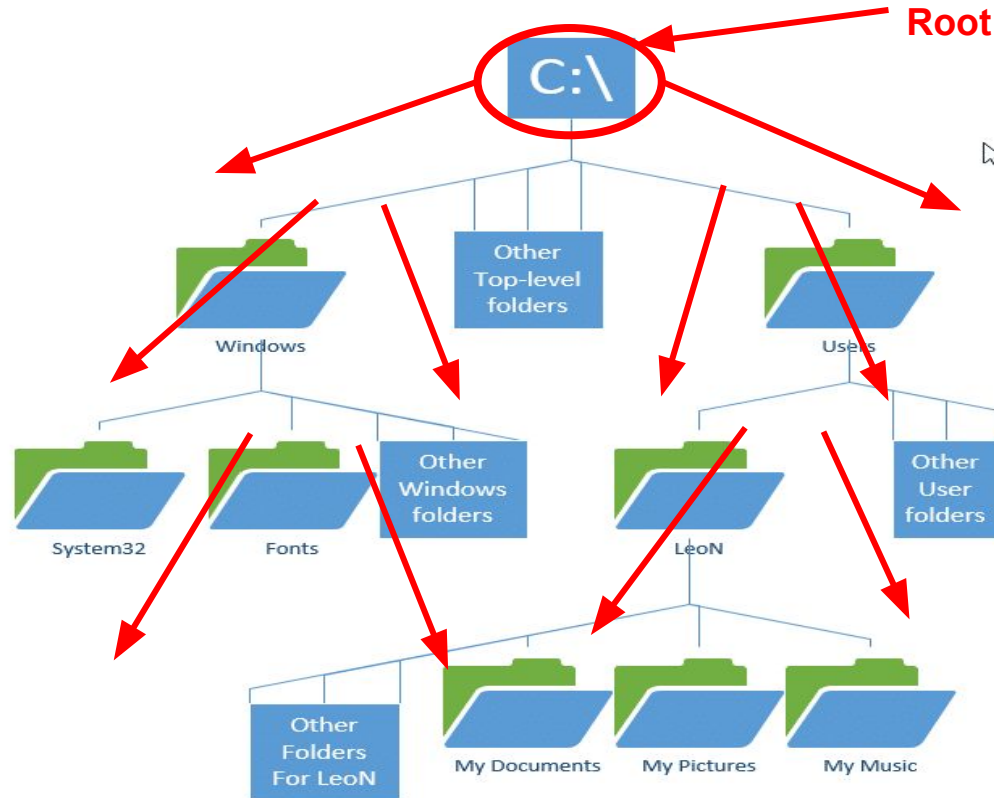 Root
C:\
Other
Top-level
folders
Windows
Users
Other
Windows
folders
Other
User
folders
System32
Fonts
LeoN
Other
Folders
For LeoN
My Documents
My Pictures
My Music